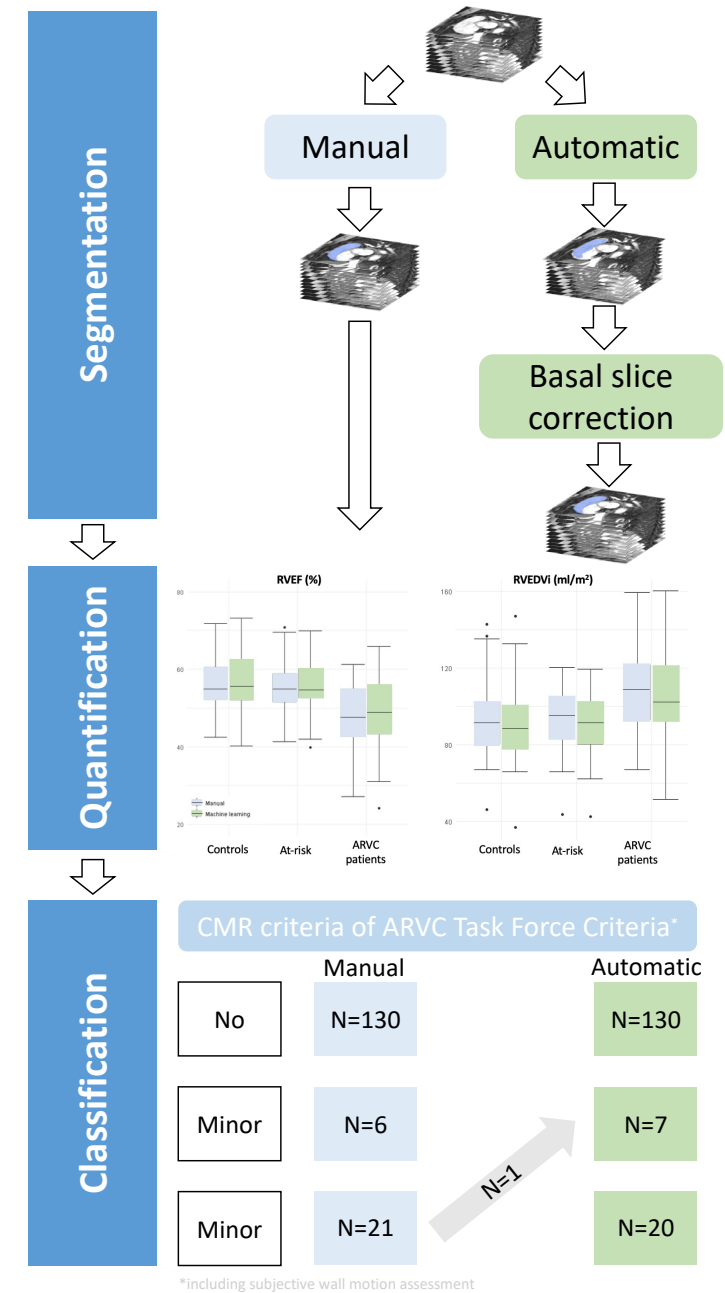 Segmentation
Manual
Automatic
Basal slice
correction
Quantification
RVEF (%)
80
60
40
20
Manual
Machine learning
Controls
At-risk
ARVC
patients
RVEDVi (ml/m²)
160
120
80
40
Controls
At-risk
ARVC
patients
Classification
CMR criteria of ARVC Task Force Criteria*
Manual
Automatic
No
N=130
N=130
Minor
N=6
N=7
N=1
Minor
N=21
N=20
*including subjective wall motion assessment